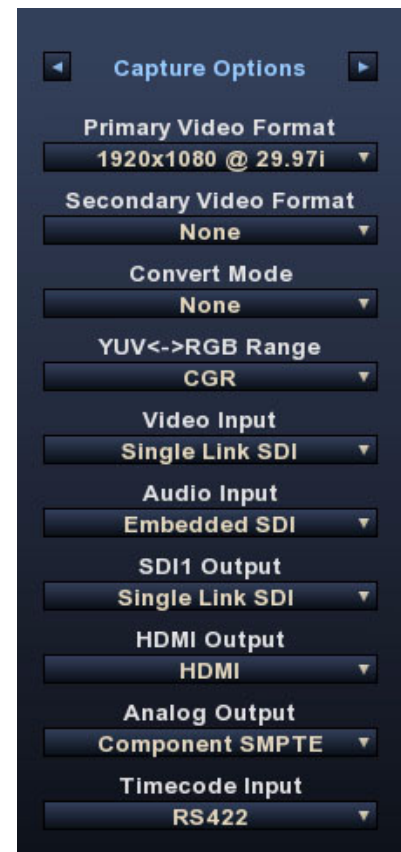 Capture Options
Primary Video Format
1920x1080 @ 29.97i
Secondary Video Format
None
Convert Mode
None
YUV<->RGB Range
CGR
Video Input
Single Link SDI
Audio Input
Embedded SDI
SDI1 Output
Single Link SDI
HDMI Output
HDMI
Analog Output
Component SMPTE
Timecode Input
RS422